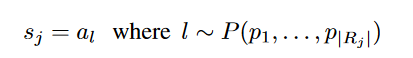 s_j = a_l where l ∼ P(p_1, . . . , p_{|R_j|})